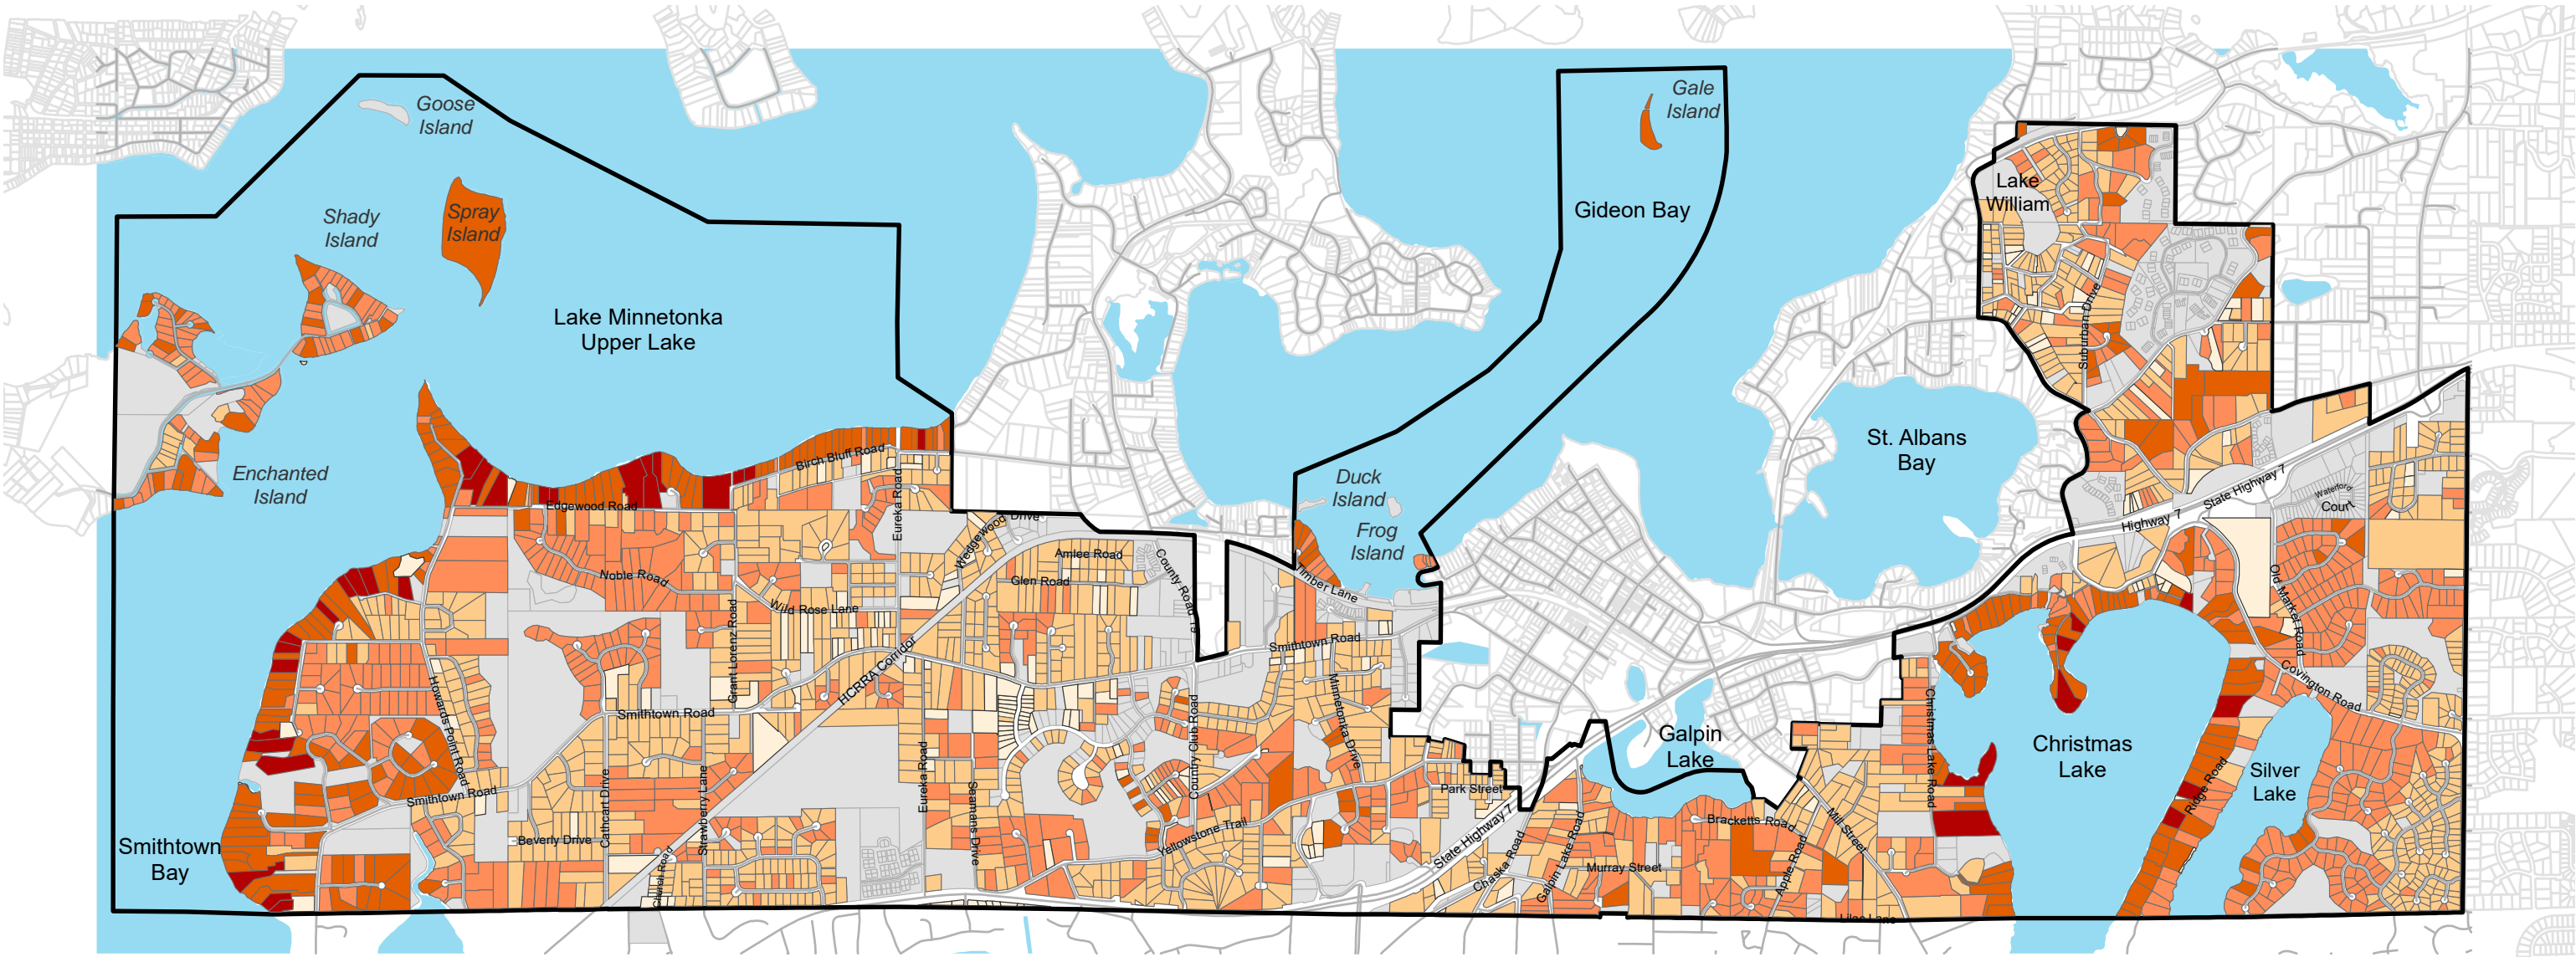 Goose
Island
Gale
Island
Lake
William
Shady
Island
Spray
Island
Gideon Bay
Lake Minnetonka
Upper Lake
Suburban Drive
St. Albans
Bay
Birch Bluff Road
Enchanted
Island
Duck
Island
Frog
Island
Edgewood Road
Eureka Road
Wedgewood Drive
State Highway 7
Highway 7
Waterford
Court
Amlee Road
Glen Road
County Road 19
Noble Road
Timber Lane
Old Market Road
Wild Rose Lane
Grant Lorenz Road
Smithtown Road
HCRRA Corridor
Covington Road
Howards Point Road
Smithtown Road
Country Club Road
Minnetonka Drive
Christmas Lake Road
Galpin
Lake
Christmas
Lake
Silver
Lake
Ridge Road
Smithtown Road
Cathcart Drive
Strawberry Lane
Eureka Road
Seamans Drive
Park Street
State Highway 7
Bracketts Road
Mill Street
Yellowstone Trail
Beverly Drive
Smithtown
Bay
Church Road
Chaska Road
Galpin Lake Road
Murray Street
Apple Road
Lilac Lane